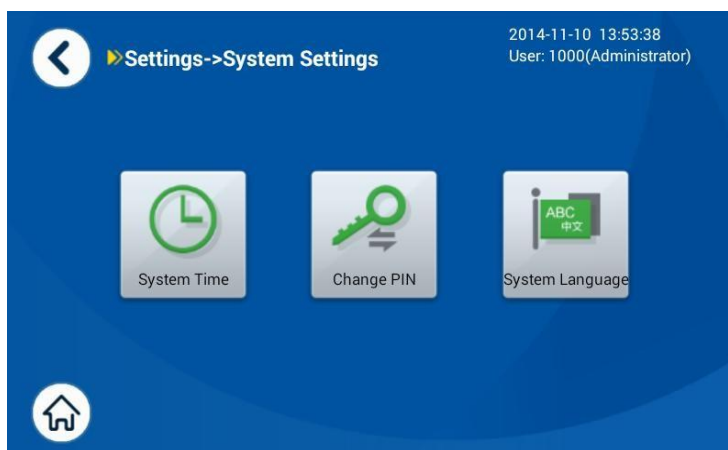 Settings->System Settings
2014-11-10 13:53:38
User: 1000(Administrator)
ABC
中文
System Time
Change PIN
System Language